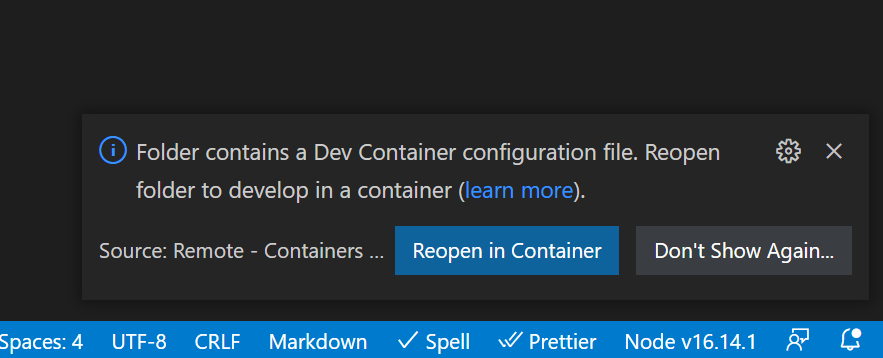 Folder contains a Dev Container configuration file. Reopen
folder to develop in a container (learn more).
Source: Remote - Containers ... Reopen in Container Don't Show Again...
Spaces: 4 UTF-8 CRLF Markdown Spell Prettier Node v16.14.1